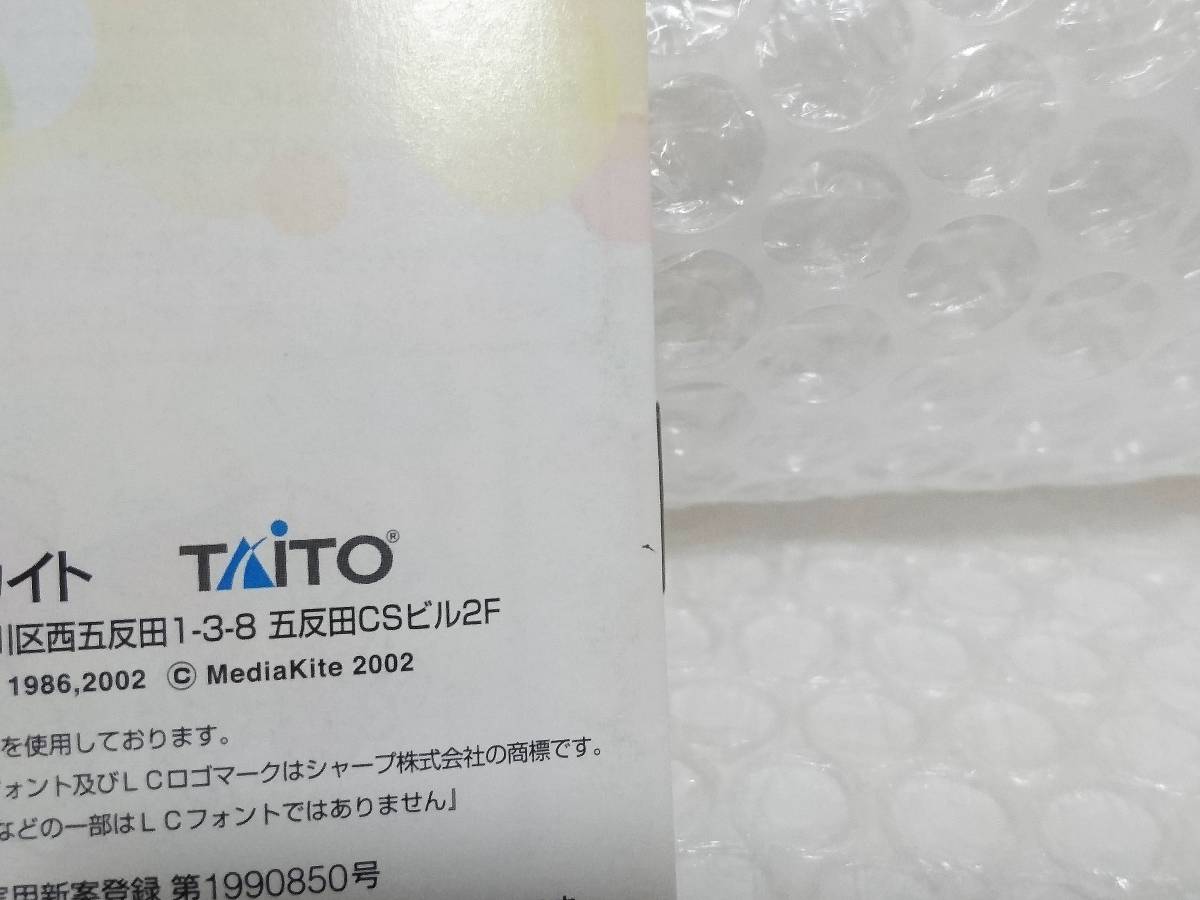 イト TAiTO®
川区西五反田1-3-8 五反田CSビル2F
1986,2002 © MediaKite 2002
を使用しております。
フォント及びＬＣロゴマークはシャープ株式会社の商標です。
などの一部はＬＣフォントではありません』
実用新案登録 第1990850号